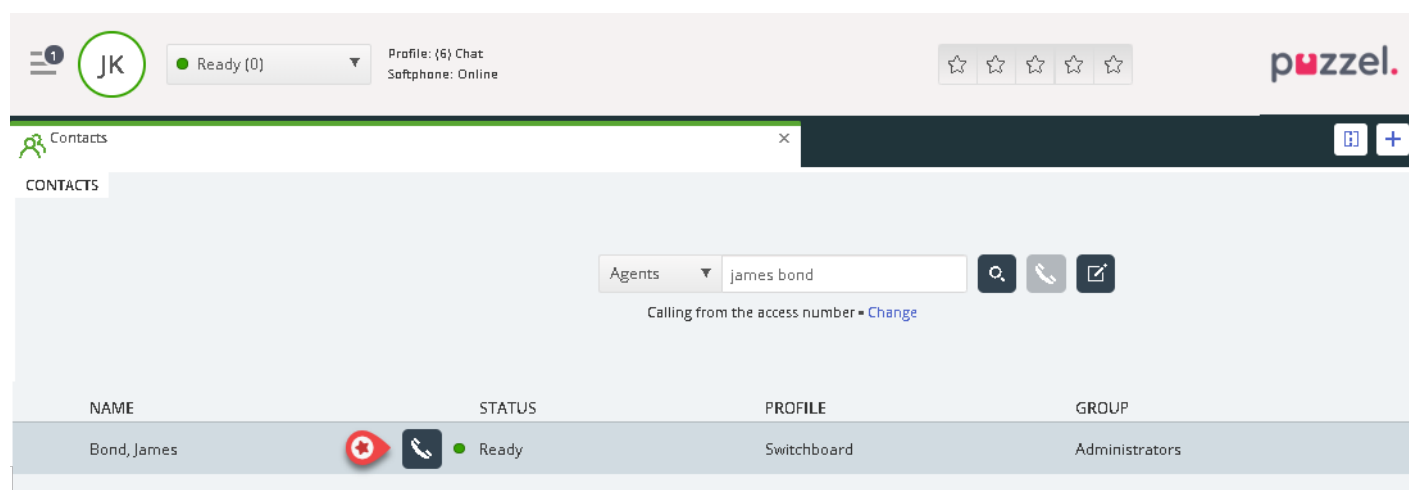 1
JK
Ready (0)
Profile: {6} Chat
Softphone: Online
puzzel.
Contacts
CONTACTS
Agents
james bond
Calling from the access number - Change
NAME STATUS PROFILE GROUP
Bond, James Ready Switchboard Administrators